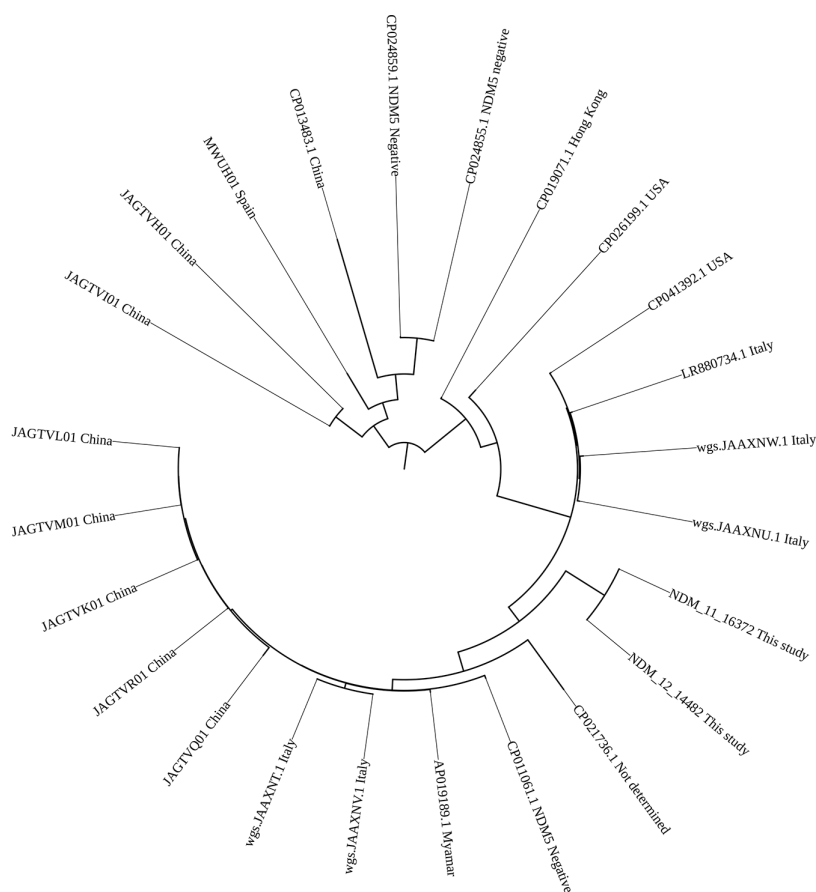 CP024859.1 NDM5 Negative
CP024855.1 NDM5 negative
CP019071.1 Hong Kong
CP026199.1 USA
CP041392.1 USA
LR880734.1 Italy
wgs.JAAXNW.1 Italy
wgs.JAAXNU.1 Italy
NDM_11_16372 This study
NDM_12_14482 This study
CP021736.1 Not determined
CP011061.1 NDM5 Negative
AP019189.1 Myamar
wgs.JAAXNV.1 Italy
wgs.JAAXNT.1 Italy
JAGTVQ01 China
JAGTVR01 China
JAGTVK01 China
JAGTVM01 China
JAGTVL01 China
JAGTVI01 China
JAGTVH01 China
MWUH01 Spain
CP013483.1 China